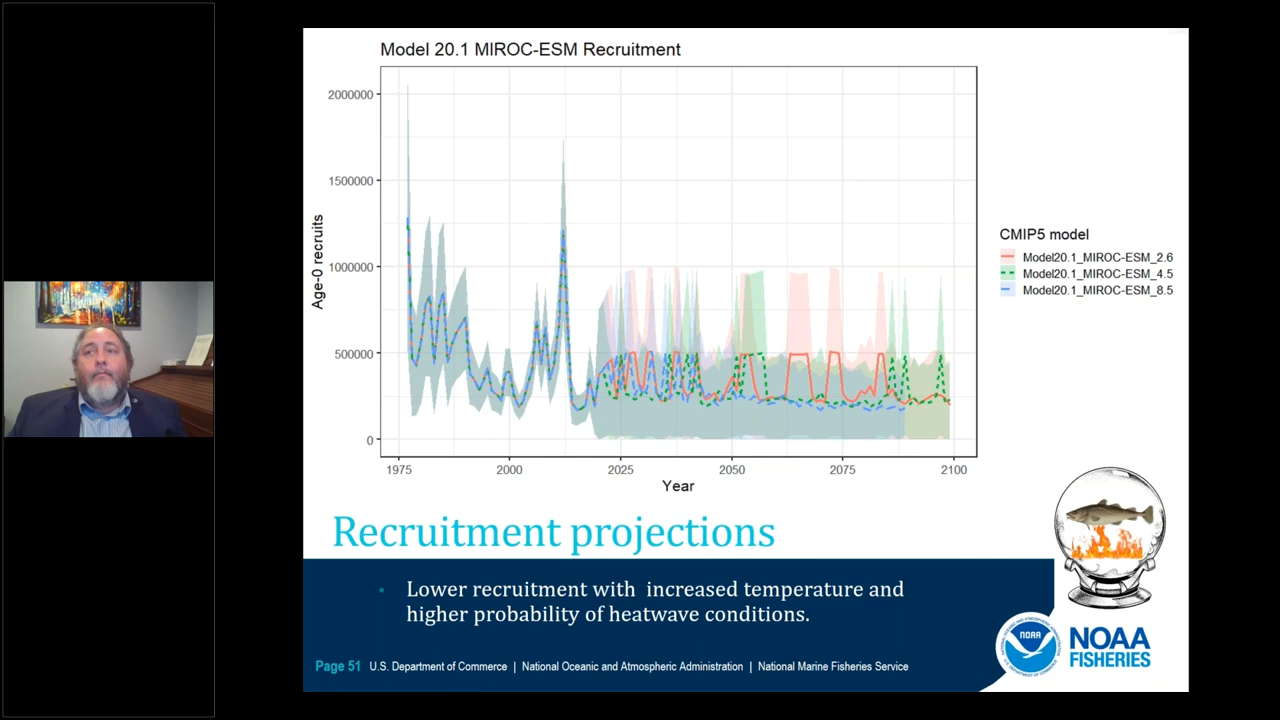 Model 20.1 MIROC-ESM Recruitment
2000000
1500000
1000000
500000
0
Age-0 recruits
1975
2000
2025
2050
2075
2100
Year
CMIP5 model
Model20.1_MIROC-ESM_2.6
Model20.1_MIROC-ESM_4.5
Model20.1_MIROC-ESM_8.5
Recruitment projections
• Lower recruitment with increased temperature and
higher probability of heatwave conditions.
NOAA
NOAA
FISHERIES
Page 51 U.S. Department of Commerce | National Oceanic and Atmospheric Administration | National Marine Fisheries Service